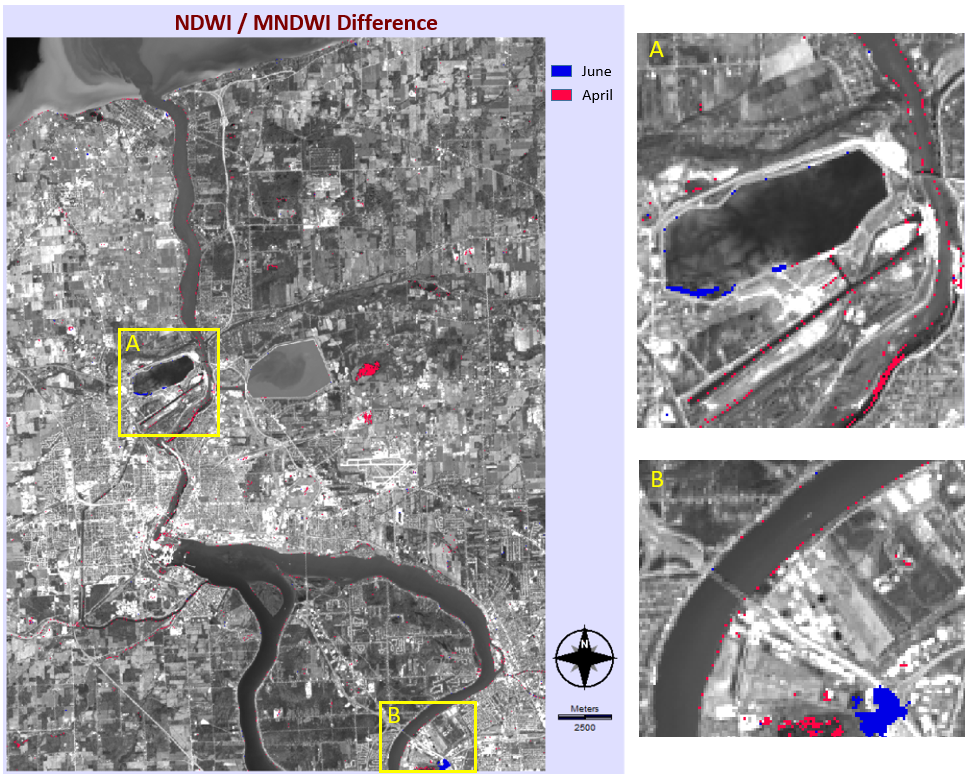 NDWI / MNDWI Difference
June
April
A
B
N
Meters
2500
A
B